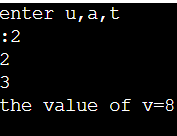 enter u,a,t
:2
2
3
the value of v=8